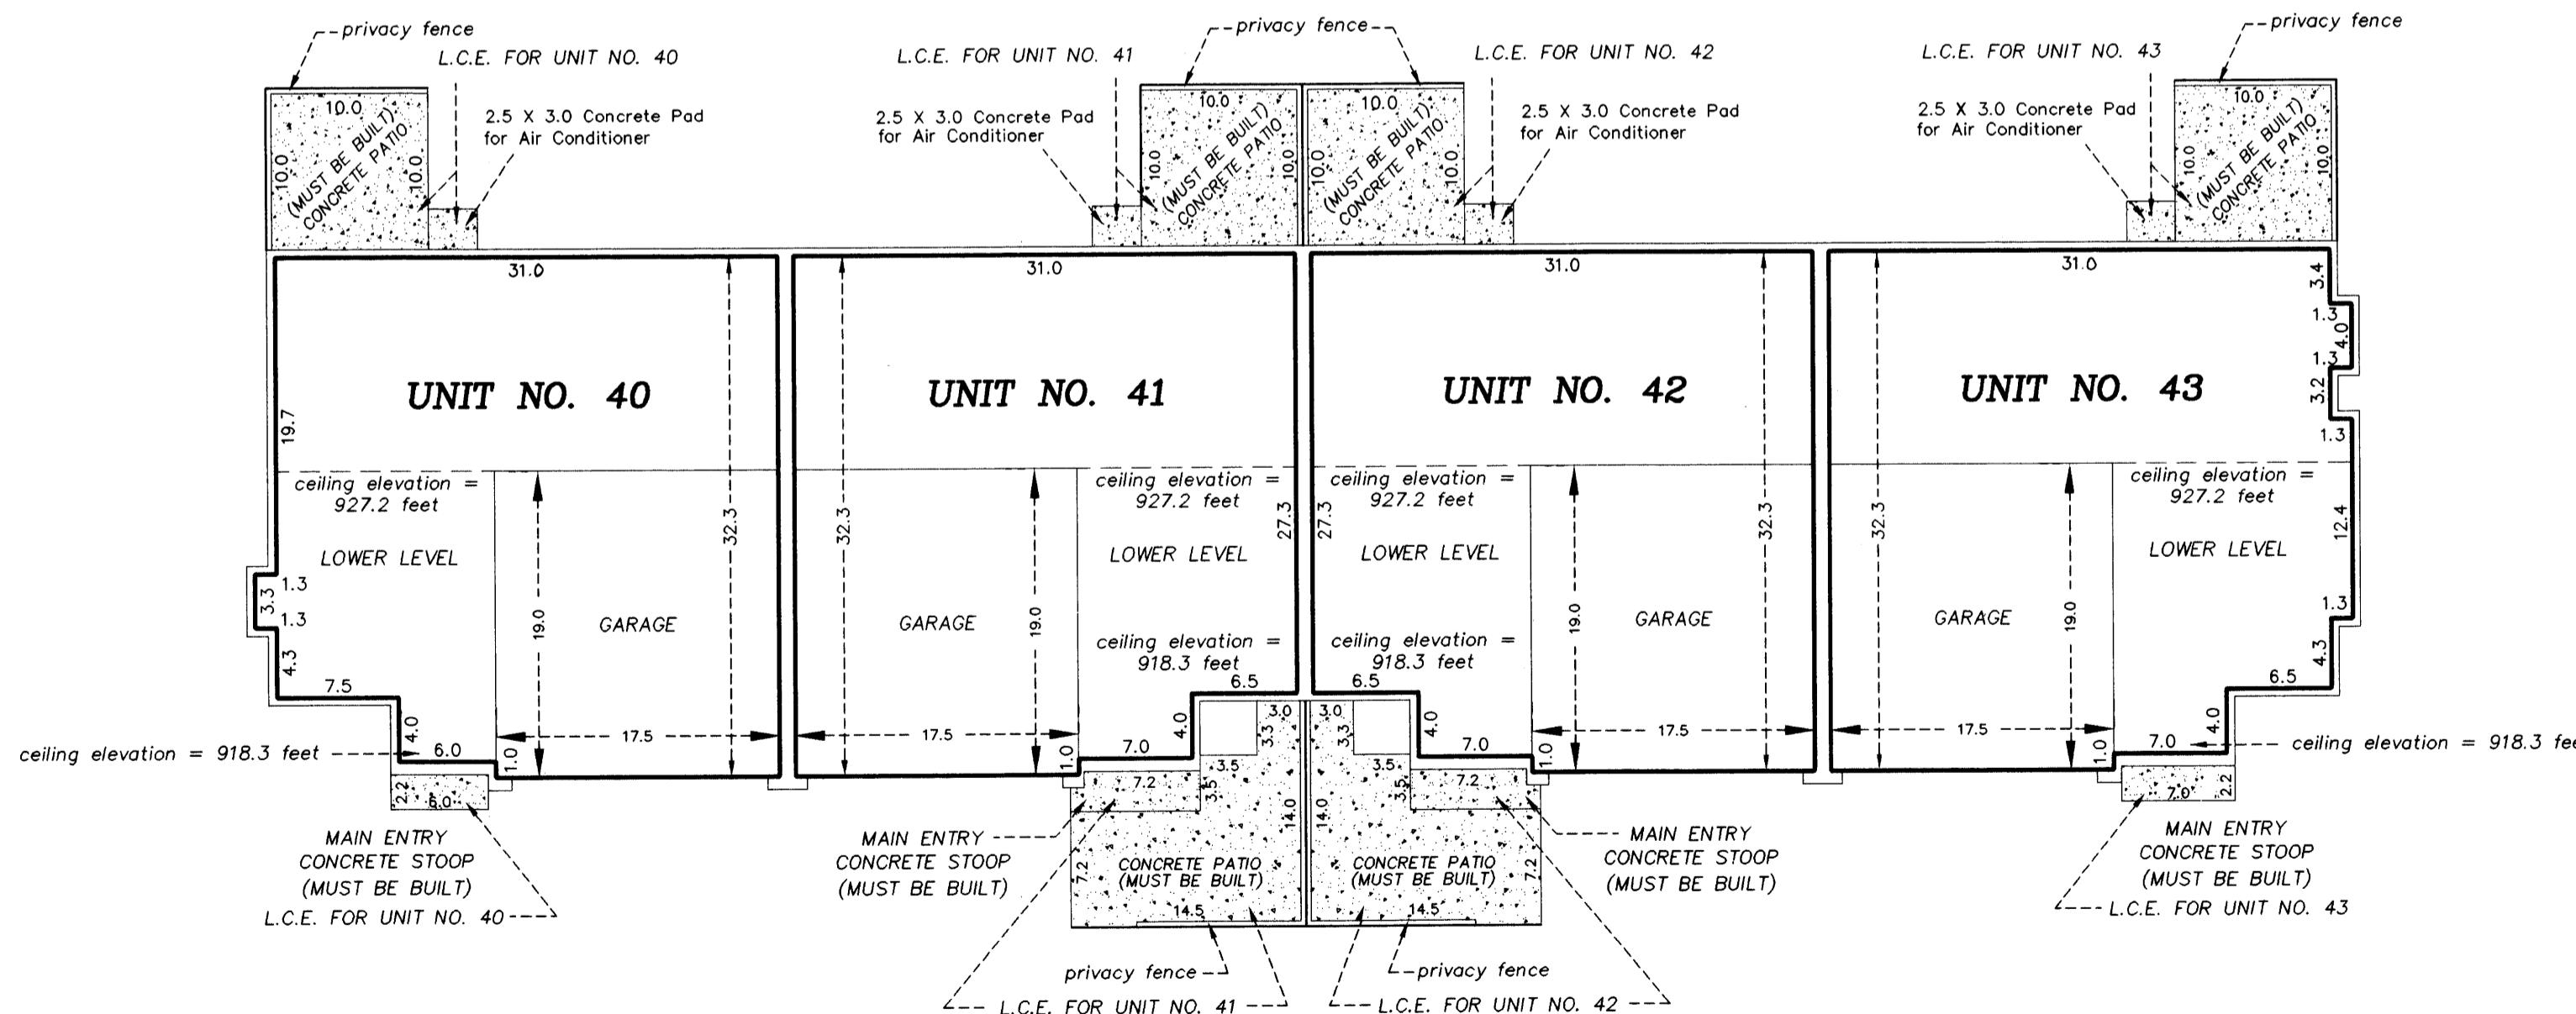 privacy fence
L.C.E. FOR UNIT NO. 40
2.5 X 3.0 Concrete Pad
for Air Conditioner
10.0
10.0
10.0
(MUST BE BUILT)
CONCRETE PATIO
privacy fence
L.C.E. FOR UNIT NO. 41
2.5 X 3.0 Concrete Pad
for Air Conditioner
10.0
10.0
10.0
(MUST BE BUILT)
CONCRETE PATIO
L.C.E. FOR UNIT NO. 42
2.5 X 3.0 Concrete Pad
for Air Conditioner
10.0
10.0
10.0
(MUST BE BUILT)
CONCRETE PATIO
privacy fence
L.C.E. FOR UNIT NO. 43
2.5 X 3.0 Concrete Pad
for Air Conditioner
10.0
10.0
10.0
(MUST BE BUILT)
CONCRETE PATIO
31.0
UNIT NO. 40
19.7
32.3
ceiling elevation =
927.2 feet
LOWER LEVEL
GARAGE
19.0
1.3
3.3
1.3
4.3
7.5
4.0
6.0
1.0
17.5
ceiling elevation = 918.3 feet
2.2
6.0
MAIN ENTRY
CONCRETE STOOP
(MUST BE BUILT)
L.C.E. FOR UNIT NO. 40
31.0
UNIT NO. 41
32.3
ceiling elevation =
927.2 feet
27.3
LOWER LEVEL
GARAGE
19.0
ceiling elevation =
918.3 feet
6.5
4.0
7.0
1.0
17.5
3.0
3.3
3.5
3.5
7.2
14.0
7.2
CONCRETE PATIO
(MUST BE BUILT)
14.5
MAIN ENTRY
CONCRETE STOOP
(MUST BE BUILT)
privacy fence
L.C.E. FOR UNIT NO. 41
31.0
UNIT NO. 42
32.3
ceiling elevation =
927.2 feet
27.3
LOWER LEVEL
GARAGE
19.0
ceiling elevation =
918.3 feet
6.5
4.0
7.0
1.0
17.5
3.0
3.3
3.5
3.5
7.2
14.0
7.2
CONCRETE PATIO
(MUST BE BUILT)
14.5
MAIN ENTRY
CONCRETE STOOP
(MUST BE BUILT)
privacy fence
L.C.E. FOR UNIT NO. 42
31.0
UNIT NO. 43
32.3
3.4
1.3
4.0
1.3
3.2
1.3
12.4
1.3
4.3
6.5
4.0
7.0
1.0
17.5
ceiling elevation =
927.2 feet
LOWER LEVEL
GARAGE
19.0
ceiling elevation = 918.3 fee
7.0
2.2
MAIN ENTRY
CONCRETE STOOP
(MUST BE BUILT)
L.C.E. FOR UNIT NO. 43